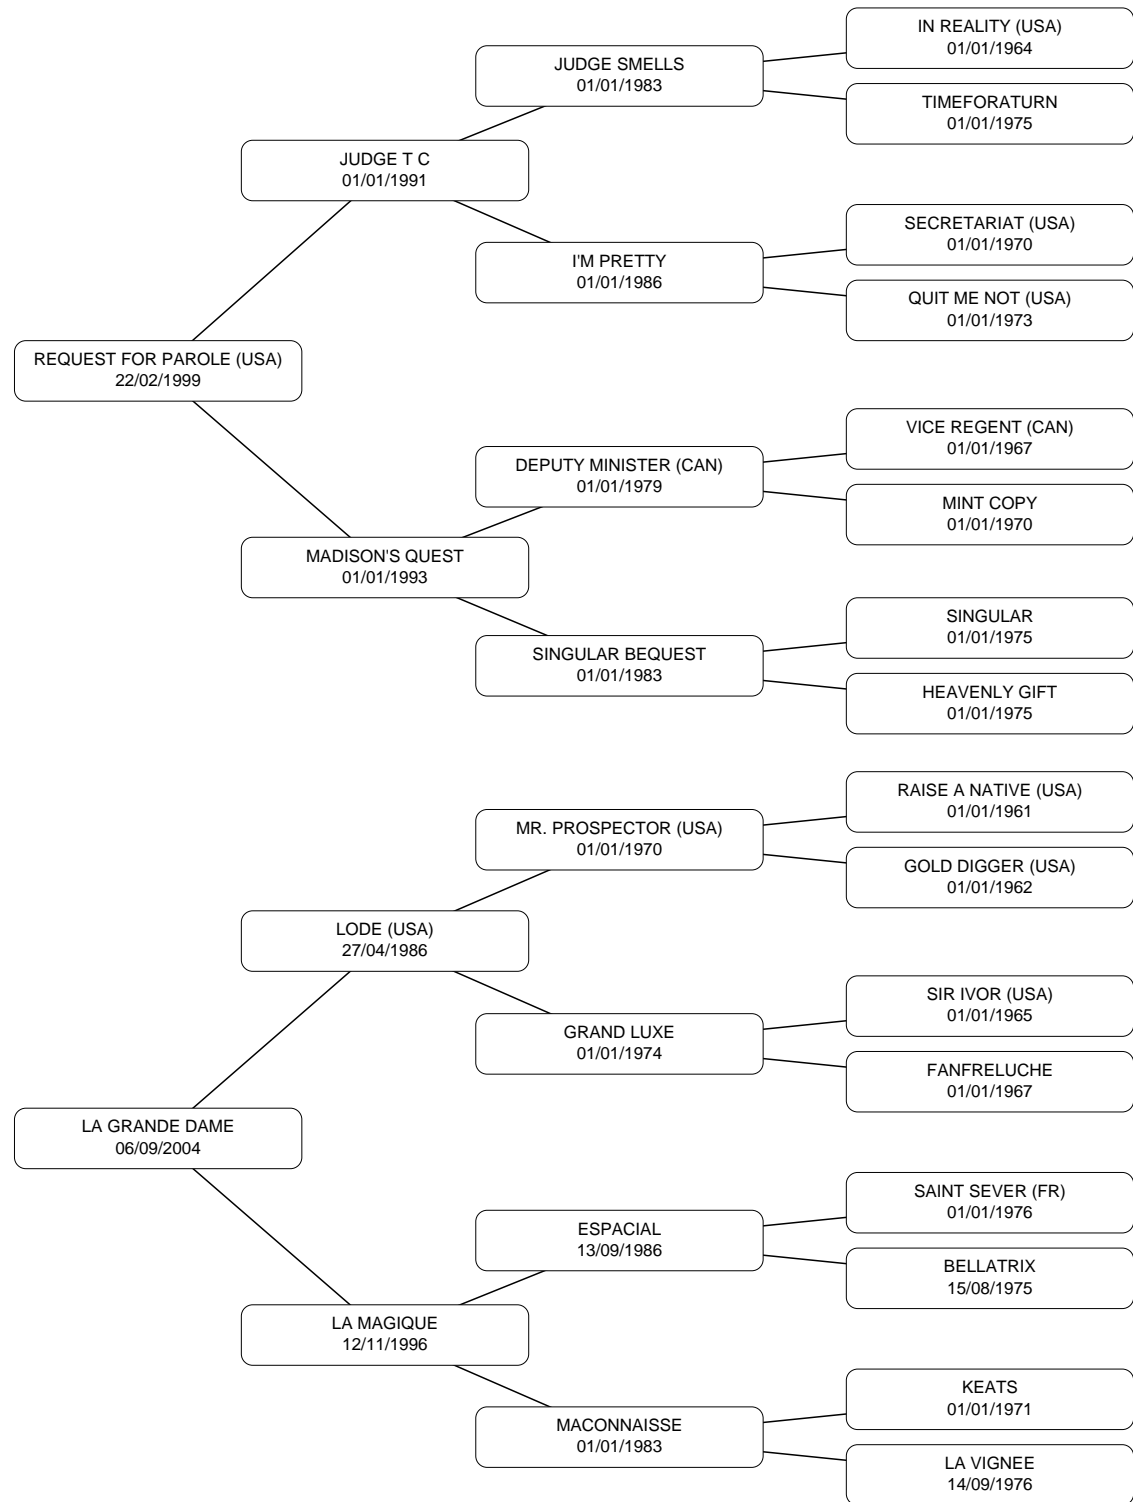 IN REALITY (USA)
01/01/1964
JUDGE SMELLS
01/01/1983
TIMEFORATURN
01/01/1975
JUDGE T C
01/01/1991
SECRETARIAT (USA)
01/01/1970
I'M PRETTY
01/01/1986
QUIT ME NOT (USA)
01/01/1973
REQUEST FOR PAROLE (USA)
22/02/1999
VICE REGENT (CAN)
01/01/1967
DEPUTY MINISTER (CAN)
01/01/1979
MINT COPY
01/01/1970
MADISON'S QUEST
01/01/1993
SINGULAR
01/01/1975
SINGULAR BEQUEST
01/01/1983
HEAVENLY GIFT
01/01/1975
RAISE A NATIVE (USA)
01/01/1961
MR. PROSPECTOR (USA)
01/01/1970
GOLD DIGGER (USA)
01/01/1962
LODE (USA)
27/04/1986
SIR IVOR (USA)
01/01/1965
GRAND LUXE
01/01/1974
FANFRELUCHE
01/01/1967
LA GRANDE DAME
06/09/2004
SAINT SEVER (FR)
01/01/1976
ESPACIAL
13/09/1986
BELLATRIX
15/08/1975
LA MAGIQUE
12/11/1996
KEATS
01/01/1971
MACONNAISSE
01/01/1983
LA VIGNEE
14/09/1976